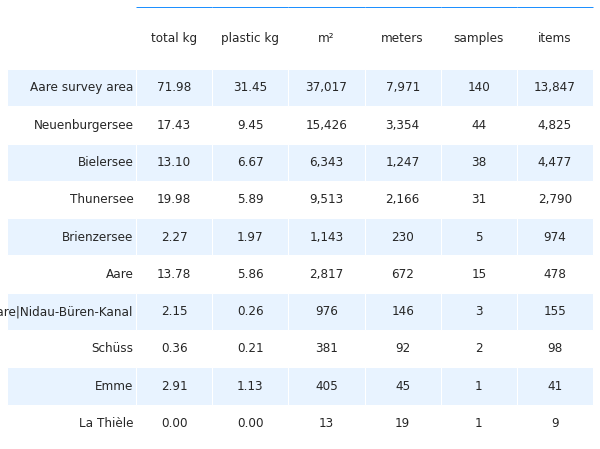 total kg plastic kg m² meters samples items
Aare survey area 71.98 31.45 37,017 7,971 140 13,847
Neuenburgersee 17.43 9.45 15,426 3,354 44 4,825
Bielersee 13.10 6.67 6,343 1,247 38 4,477
Thunersee 19.98 5.89 9,513 2,166 31 2,790
Brienzersee 2.27 1.97 1,143 230 5 974
Aare 13.78 5.86 2,817 672 15 478
are|Nidau-Büren-Kanal 2.15 0.26 976 146 3 155
Schüss 0.36 0.21 381 92 2 98
Emme 2.91 1.13 405 45 1 41
La Thièle 0.00 0.00 13 19 1 9